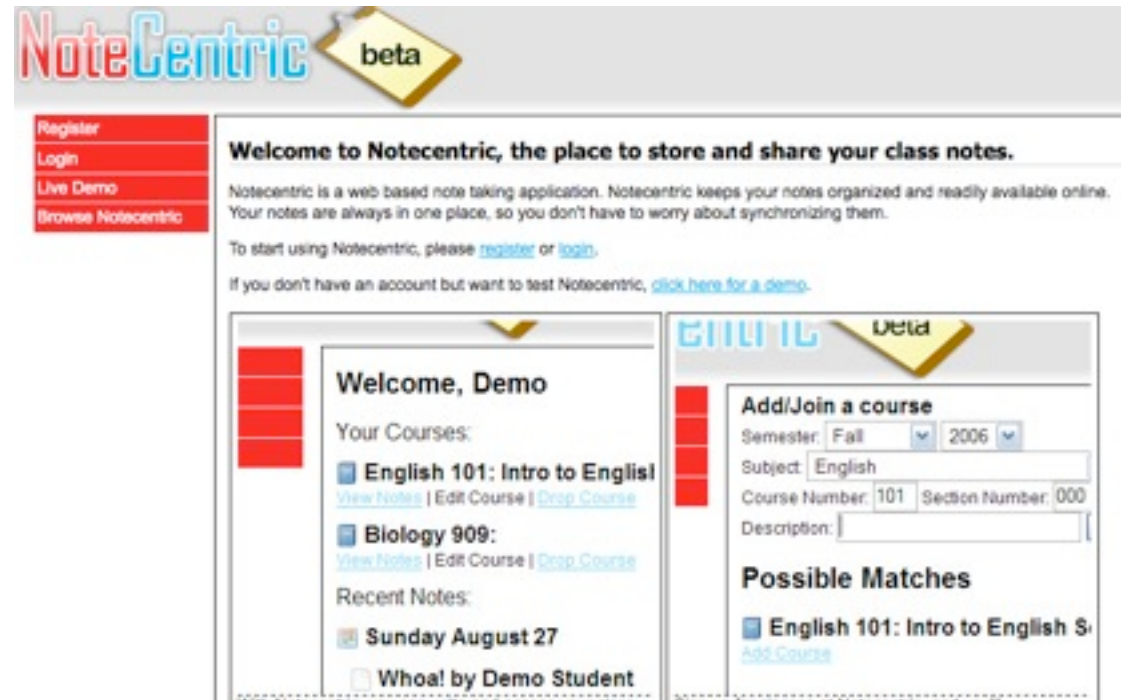 NoteCentric beta
Register
Login
Live Demo
Browse Notecentric
Welcome to Notecentric, the place to store and share your class notes.
Notecentric is a web based note taking application. Notecentric keeps your notes organized and readily available online.
Your notes are always in one place, so you don't have to worry about synchronizing them.
To start using Notecentric, please register or login.
If you don't have an account but want to test Notecentric, click here for a demo.
Welcome, Demo
Your Courses:
English 101: Intro to English
View Notes | Edit Course | Drop Course
Biology 909:
View Notes | Edit Course | Drop Course
Recent Notes:
Sunday August 27
Whoa! by Demo Student
entric beta
Add/Join a course
Semester: Fall 2006
Subject: English
Course Number: 101 Section Number: 000
Description:
Possible Matches
English 101: Intro to English S
Add Course